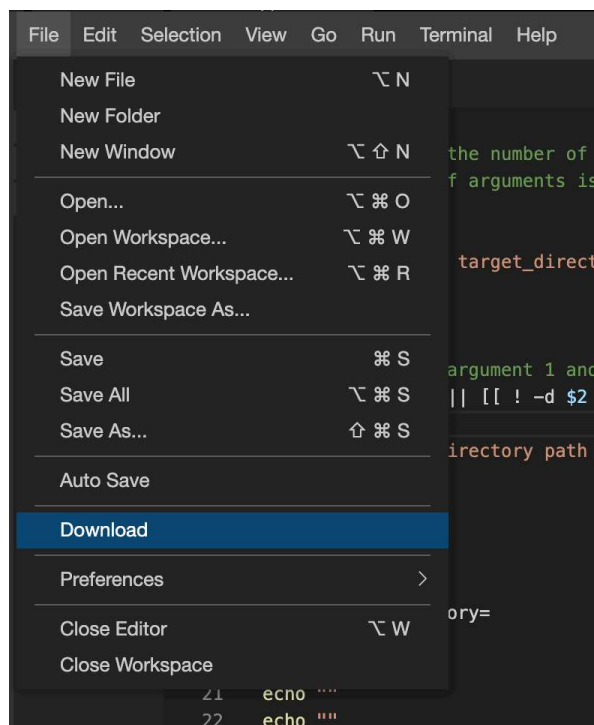 File Edit Selection View Go Run Terminal Help
New File ⌥ N
New Folder
New Window ⌥ ⇧ N
the number of
f arguments is
Open... ⌥ ⌘ O
Open Workspace... ⌥ ⌘ W
target_direct
Open Recent Workspace... ⌥ ⌘ R
Save Workspace As...
Save ⌘ S
argument 1 and
Save All ⌥ ⌘ S
|| [[ ! -d $2
Save As... ⇧ ⌘ S
irectory path
Auto Save
Download
Preferences >
ory=
Close Editor ⌥ W
Close Workspace
21 echo ""
22 echo ""